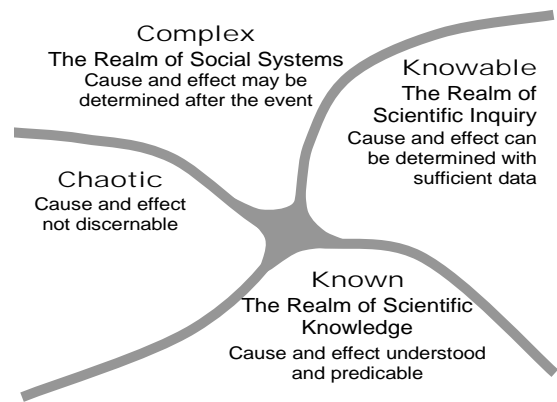 Complex
The Realm of Social Systems
Cause and effect may be
determined after the event
Knowable
The Realm of
Scientific Inquiry
Cause and effect can
be determined with
sufficient data
Chaotic
Cause and effect
not discernable
Known
The Realm of Scientific
Knowledge
Cause and effect understood
and predicable